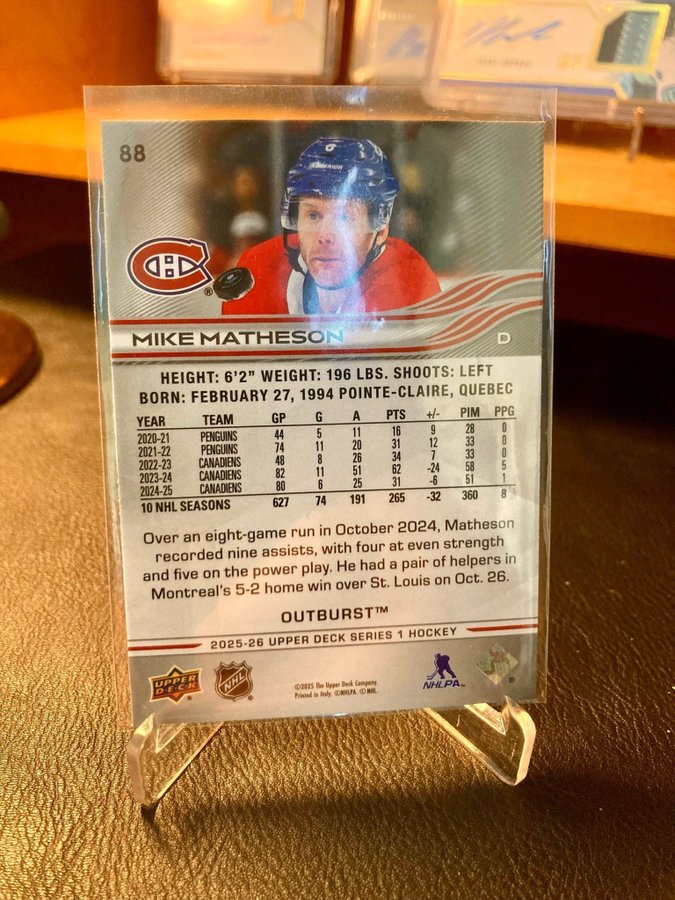 88
8
MIKE MATHESON D
HEIGHT: 6'2" WEIGHT: 196 LBS. SHOOTS: LEFT
BORN: FEBRUARY 27, 1994 POINTE-CLAIRE, QUEBEC
YEAR TEAM GP G A PTS +/- PIM PPG
2020-21 PENGUINS 44 5 11 16 9 28 0
2021-22 PENGUINS 74 11 20 31 12 33 0
2022-23 CANADIENS 48 8 26 34 7 33 0
2023-24 CANADIENS 82 11 51 62 -24 58 5
2024-25 CANADIENS 80 6 25 31 -6 51 1
10 NHL SEASONS 627 74 191 265 -32 360 8
Over an eight-game run in October 2024, Matheson
recorded nine assists, with four at even strength
and five on the power play. He had a pair of helpers in
Montreal's 5-2 home win over St. Louis on Oct. 26.
OUTBURST™
2025-26 UPPER DECK SERIES 1 HOCKEY
UPPER
DECK
NHL
©2025 The Upper Deck Company.
Printed in Italy. ©NHLPA. © NHL.
NHLPA™